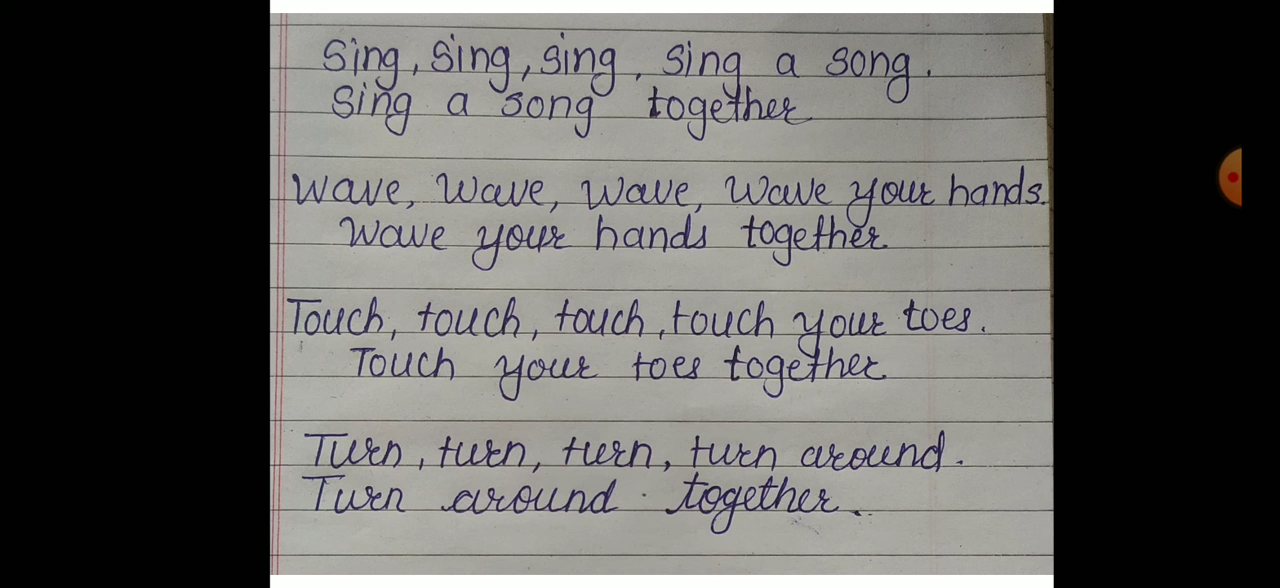 Sing, Sing, sing, sing a song.
Sing a song together
Wave, Wave, Wave, Wave your hands.
Wave your hands together
Touch, touch, touch, touch your toes.
Touch your toes together
Turn, turn, turn, turn around.
Turn around. together.